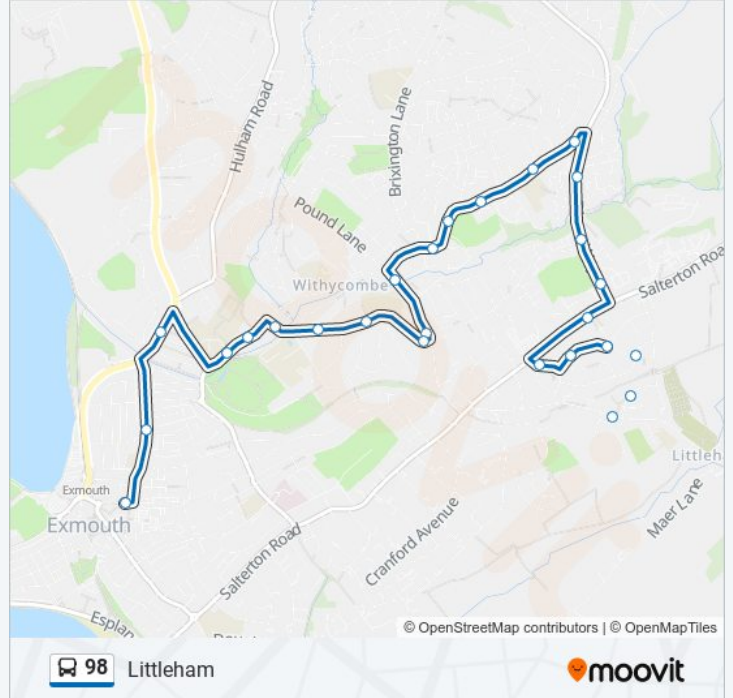 Hulham Road
Brixington Lane
Pound Lane
Withycombe
Salterton Roa
Littleh
Maer Lane
Exmouth
Exmouth
Cranford Avenue
Salterton Road
Esplan
© OpenStreetMap contributors | © OpenMapTiles
98 Littleham
moovit